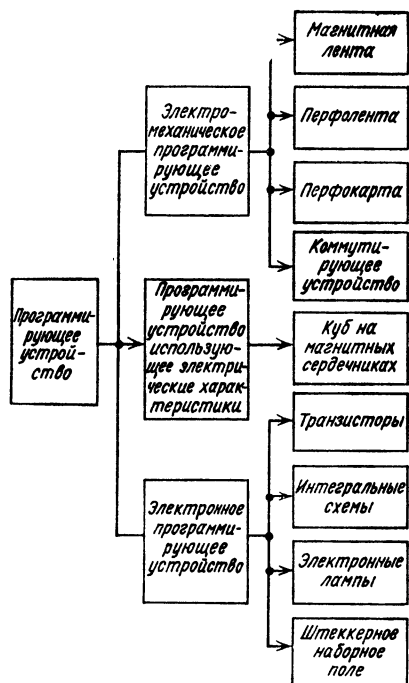 Программи-
рующее
устрой-
ство
Электро-
механическое
программи-
рующее
устройство
Программи-
рующее
устройство
использую-
щее электри-
ческие харак-
теристики
Электронное
программи-
рующее
устройство
Магнитная
лента
Перфолента
Перфокарта
Коммути-
рующее
устройство
Куб на
магнитных
сердечниках
Транзисторы
Интегральные
схемы
Электронные
лампы
Штеккерное
наборное
поле